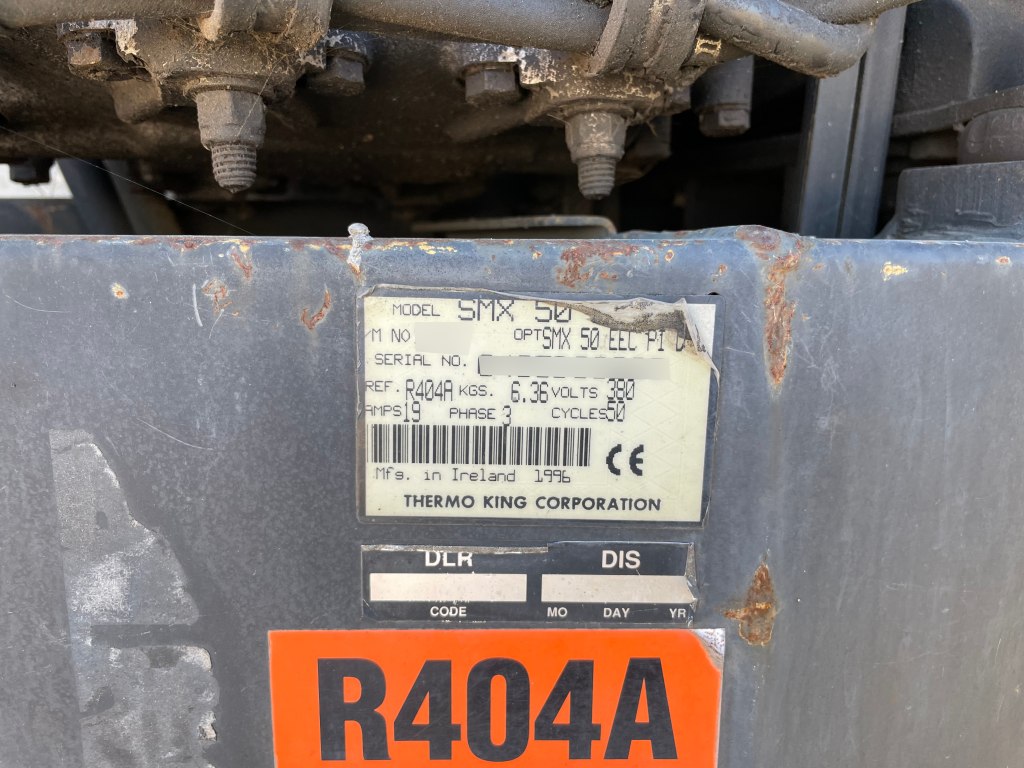 MODEL SMX 50
/M NO OPT SMX 50 EEC PI
SERIAL NO.
REF. R404A KGS. 6.36 VOLTS 380
AMPS 19 PHASE 3 CYCLES 50
CE
Mfg. in Ireland 1996
THERMO KING CORPORATION
DLR DIS
CODE MO DAY YR
R404A